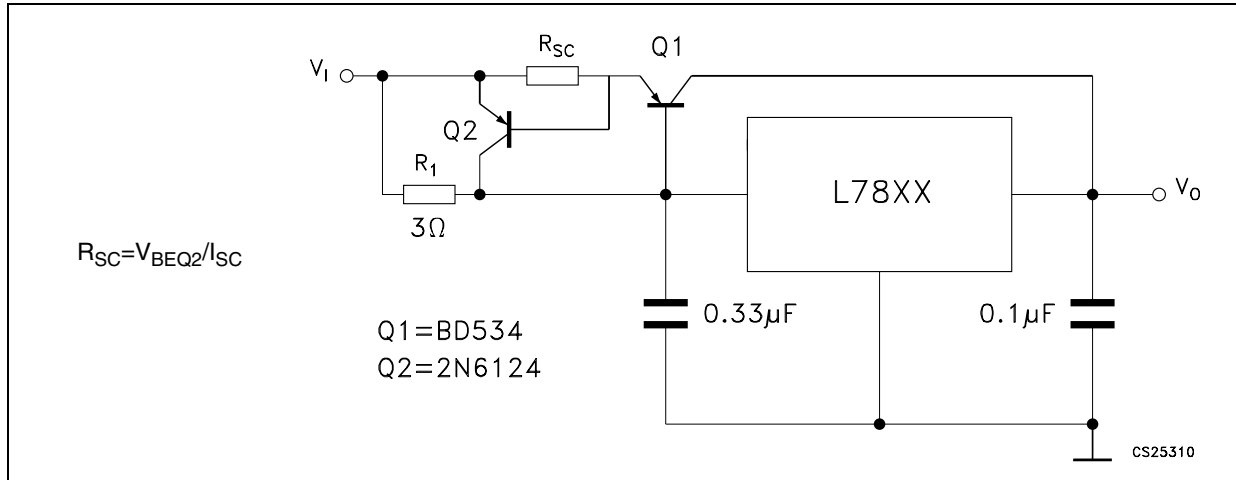 R_SC
Q1
V_I
Q2
R_1
3Ω
L78XX
V_O
R_SC=V_BEQ2/I_SC
0.33µF
0.1µF
Q1=BD534
Q2=2N6124
CS25310